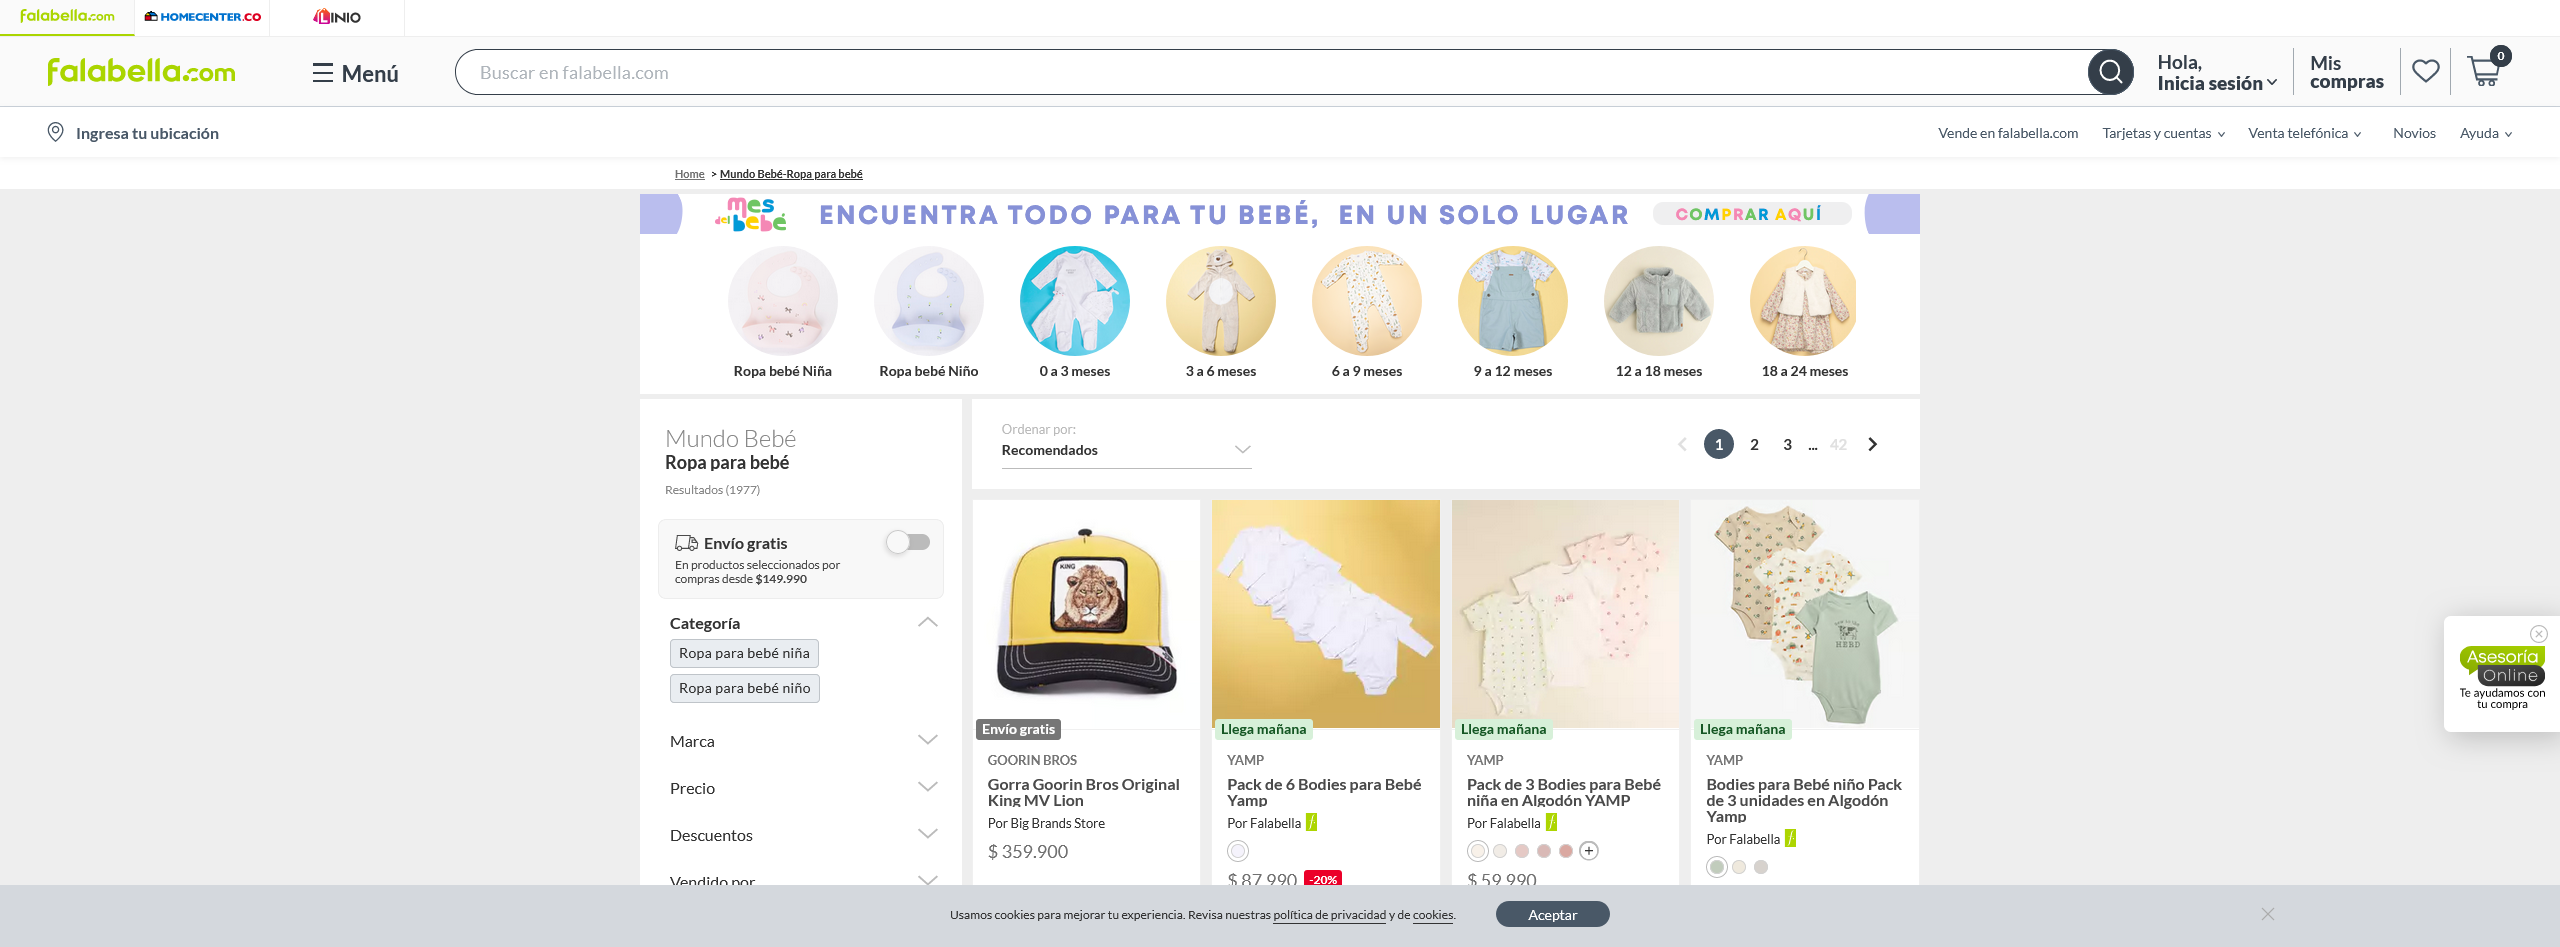 falabella.com
HOMECENTER.CO
LINIO
falabella.com
Menú
Buscar en falabella.com
Hola,
Inicia sesión
Mis
compras
0
Ingresa tu ubicación
Vende en falabella.com
Tarjetas y cuentas
Venta telefónica
Novios
Ayuda
Home > Mundo Bebé-Ropa para bebé
mes
del bebé
ENCUENTRA TODO PARA TU BEBÉ, EN UN SOLO LUGAR
COMPRAR AQUÍ
Ropa bebé Niña
Ropa bebé Niño
0 a 3 meses
3 a 6 meses
6 a 9 meses
9 a 12 meses
12 a 18 meses
18 a 24 meses
Mundo Bebé
Ropa para bebé
Resultados (1977)
Envío gratis
En productos seleccionados por
compras desde $149.990
Categoría
Ropa para bebé niña
Ropa para bebé niño
Marca
Precio
Descuentos
Vendido por
Ordenar por:
Recomendados
1 2 3 ... 42
KING
Envío gratis
GOORIN BROS
Gorra Goorin Bros Original
King MV Lion
Por Big Brands Store
$ 359.900
Llega mañana
YAMP
Pack de 6 Bodies para Bebé
Yamp
Por Falabella
$ 87.990 -20%
Llega mañana
YAMP
Pack de 3 Bodies para Bebé
niña en Algodón YAMP
Por Falabella
$ 59.990
HERD
Llega mañana
YAMP
Bodies para Bebé niño Pack
de 3 unidades en Algodón
Yamp
Por Falabella
Asesoría
Online
Te ayudamos con
tu compra
Usamos cookies para mejorar tu experiencia. Revisa nuestras política de privacidad y de cookies.
Aceptar